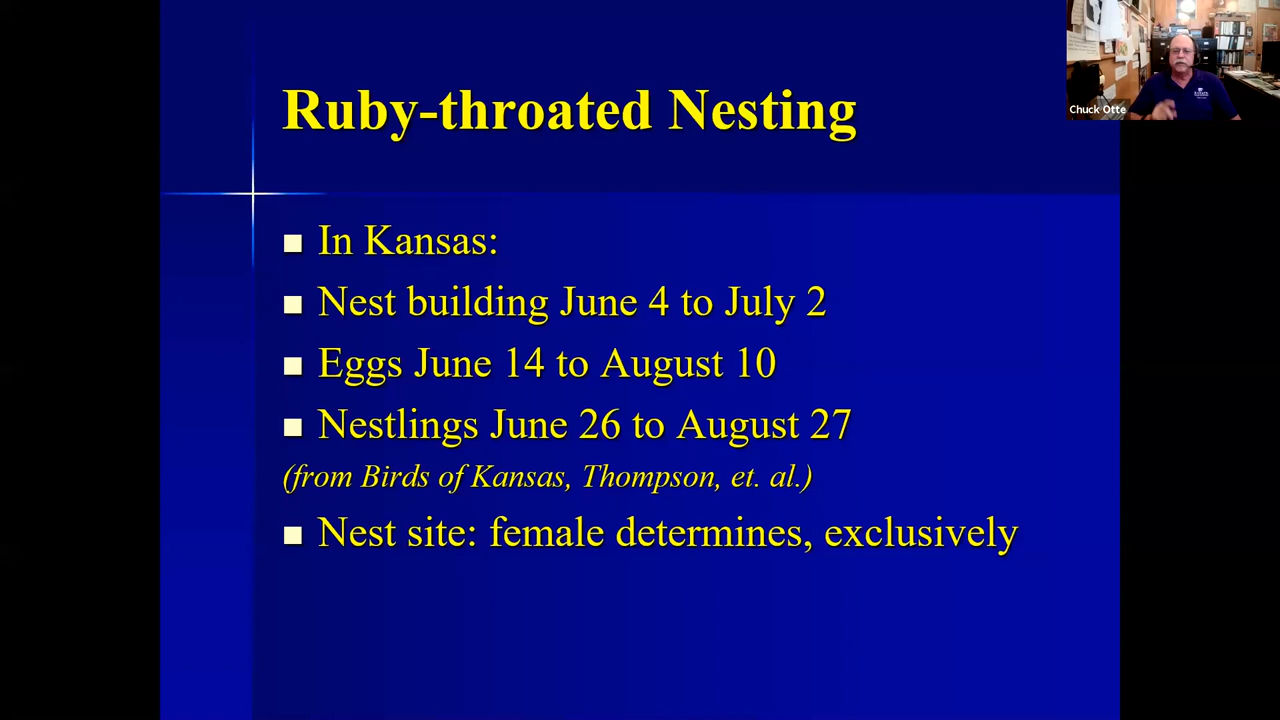 Ruby-throated Nesting
Chuck Otte
In Kansas:
Nest building June 4 to July 2
Eggs June 14 to August 10
Nestlings June 26 to August 27
(from Birds of Kansas, Thompson, et. al.)
Nest site: female determines, exclusively